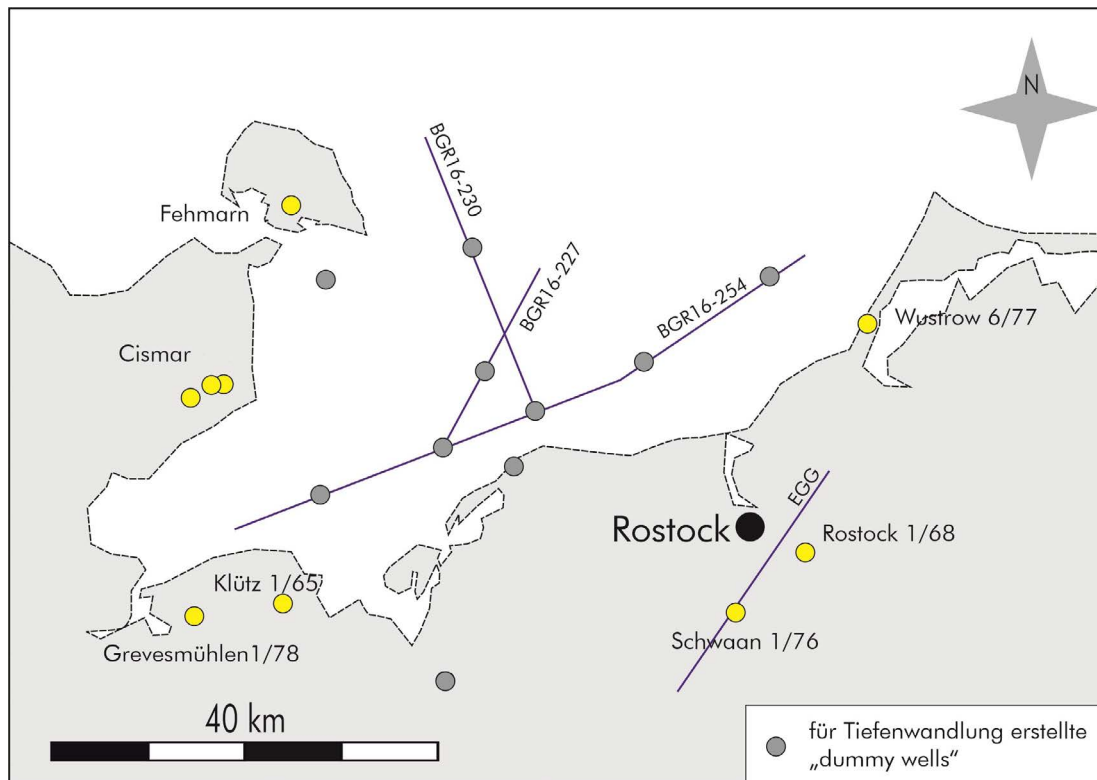 N
BGR16-230
Fehmarn
BGR16-227
BGR16-254
Wustrow 6/77
Cismar
EGG
Rostock
Rostock 1/68
Klütz 1/65
Schwaan 1/76
Grevesmühlen1/78
40 km
für Tiefenwandlung erstellte
„dummy wells“